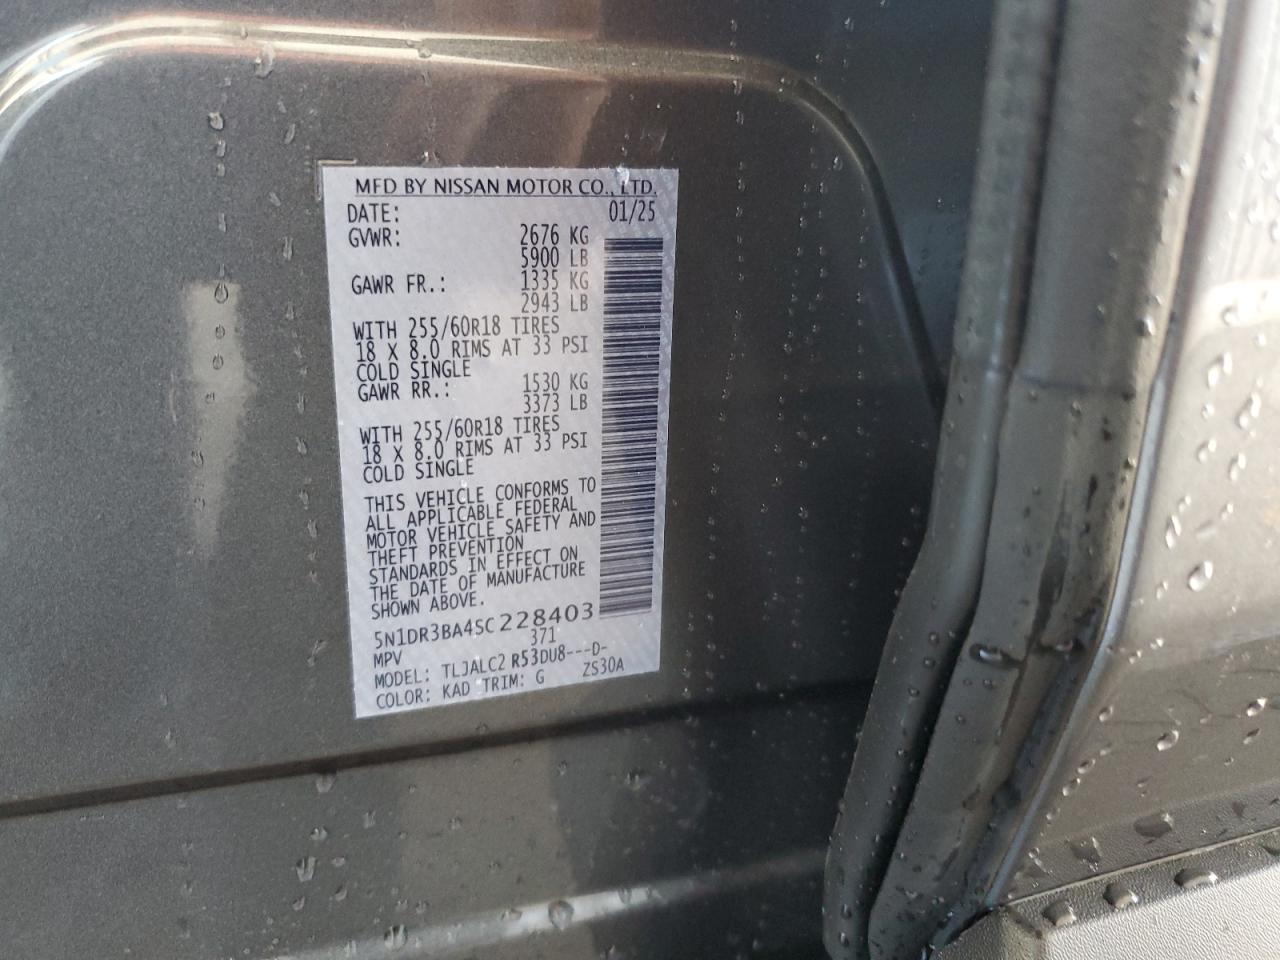 MFD BY NISSAN MOTOR CO., LTD.
DATE: 01/25
GVWR: 2676 KG
5900 LB
GAWR FR.: 1335 KG
2943 LB
WITH 255/60R18 TIRES
18 X 8.0 RIMS AT 33 PSI
COLD SINGLE
GAWR RR.: 1530 KG
3373 LB
WITH 255/60R18 TIRES
18 X 8.0 RIMS AT 33 PSI
COLD SINGLE
THIS VEHICLE CONFORMS TO
ALL APPLICABLE FEDERAL
MOTOR VEHICLE SAFETY AND
THEFT PREVENTION
STANDARDS IN EFFECT ON
THE DATE OF MANUFACTURE
SHOWN ABOVE.
5N1DR3BA4SC228403
MPV 371
MODEL: TLJALC2 R53DU8---D-
COLOR: KAD TRIM: G ZS30A